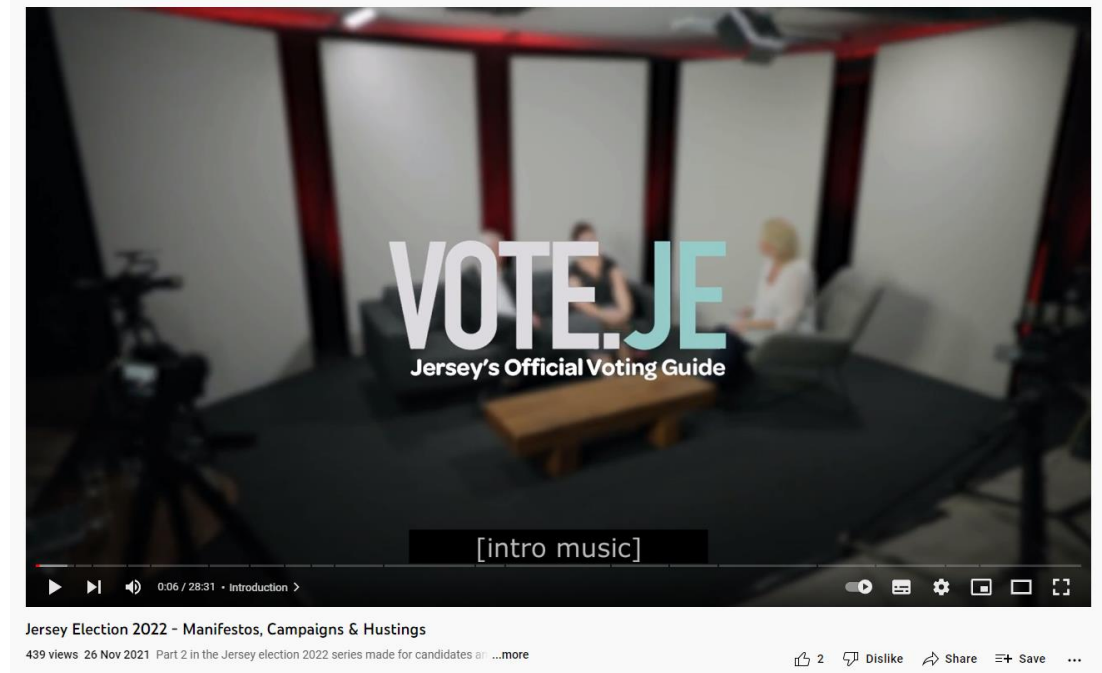 VOTE.JE
Jersey's Official Voting Guide
[intro music]
0:06 / 28:31 • Introduction >
Jersey Election 2022 - Manifestos, Campaigns & Hustings
439 views 26 Nov 2021 Part 2 in the Jersey election 2022 series made for candidates ...more
2 Dislike Share Save ...